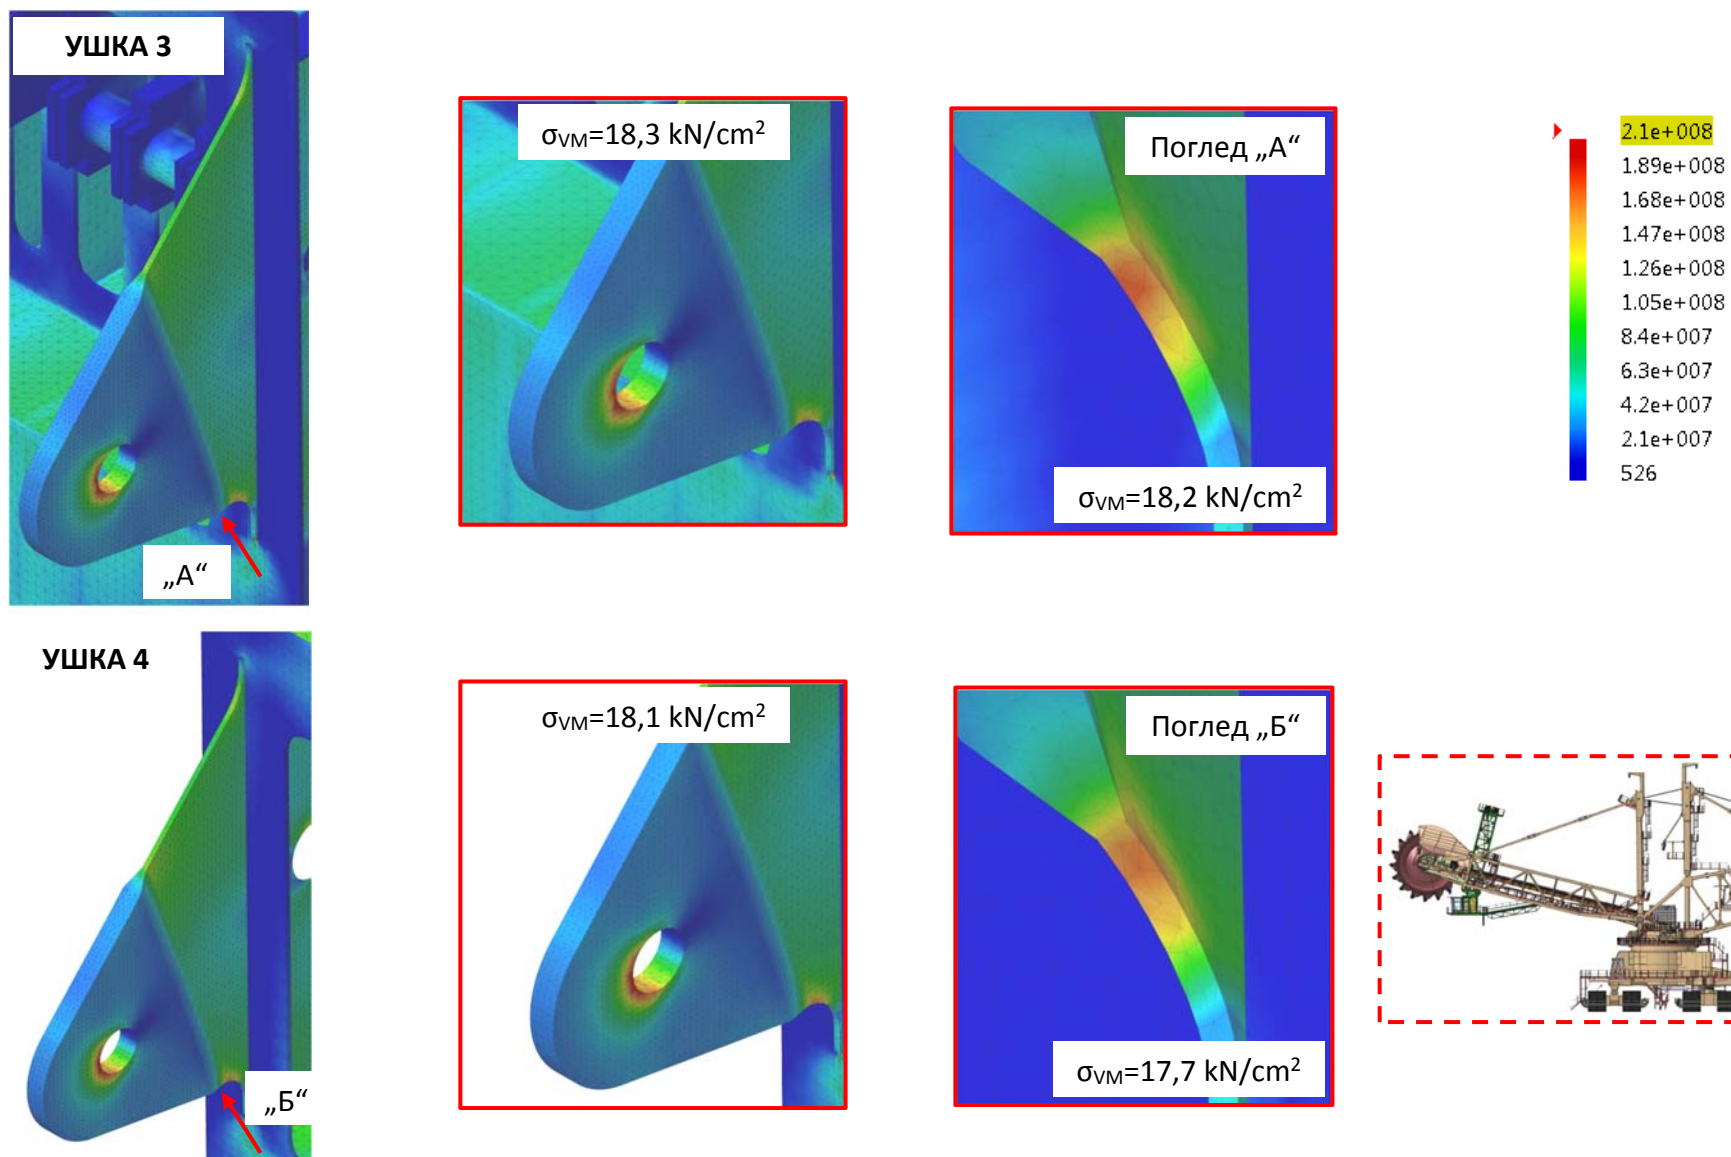 УШКА 3
σVM=18,3 kN/cm²
Поглед „А“
σVM=18,2 kN/cm²
„А“
2.1e+008
1.89e+008
1.68e+008
1.47e+008
1.26e+008
1.05e+008
8.4e+007
6.3e+007
4.2e+007
2.1e+007
526
УШКА 4
σVM=18,1 kN/cm²
Поглед „Б“
σVM=17,7 kN/cm²
„Б“